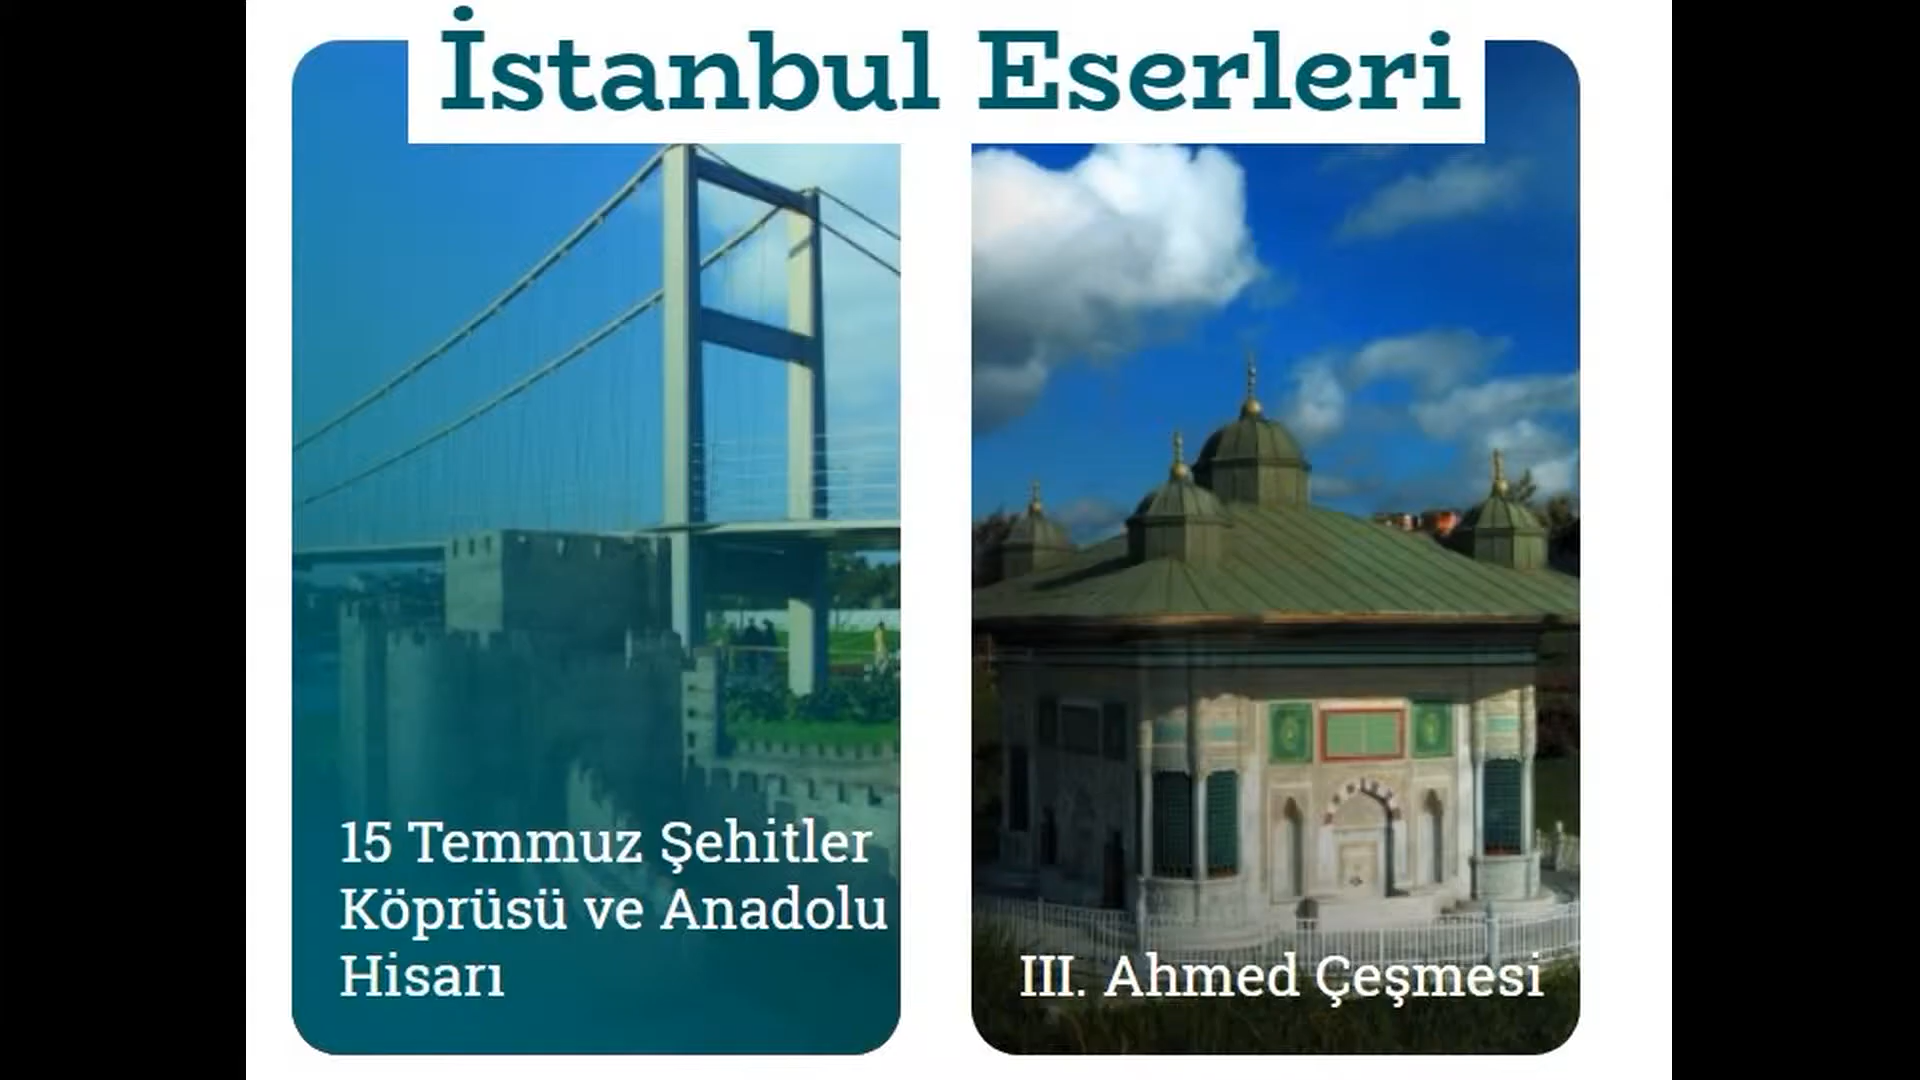 İstanbul Eserleri
15 Temmuz Şehitler
Köprüsü ve Anadolu
Hisarı
III. Ahmed Çeşmesi